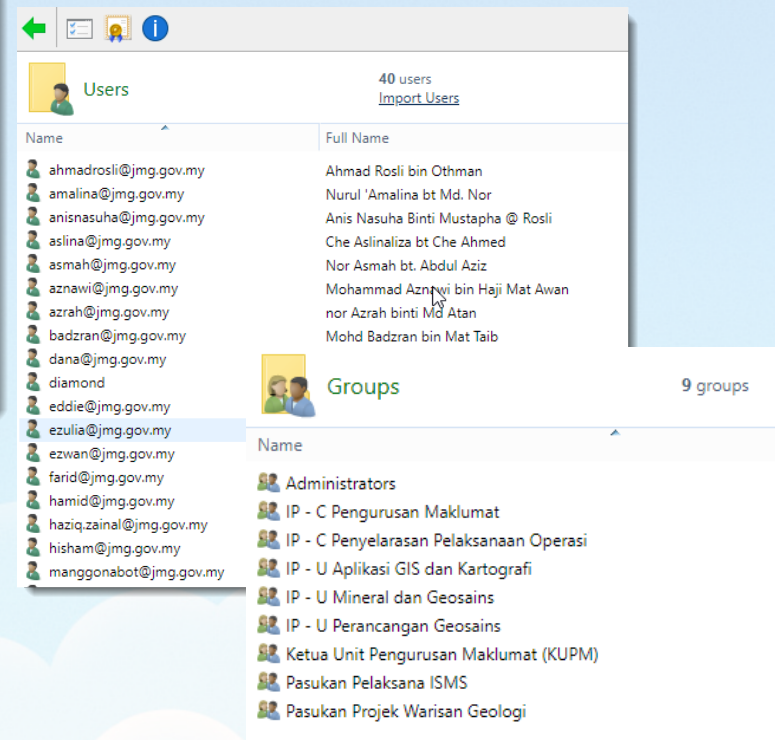 Users
40 users
Import Users
Name Full Name
ahmadrosli@jmg.gov.my Ahmad Rosli bin Othman
amalina@jmg.gov.my Nurul 'Amalina bt Md. Nor
anisnasuha@jmg.gov.my Anis Nasuha Binti Mustapha @ Rosli
aslina@jmg.gov.my Che Aslinaliza bt Che Ahmed
asmah@jmg.gov.my Nor Asmah bt. Abdul Aziz
aznawi@jmg.gov.my Mohammad Aznawi bin Haji Mat Awan
azrah@jmg.gov.my nor Azrah binti Md Atan
badzran@jmg.gov.my Mohd Badzran bin Mat Taib
dana@jmg.gov.my
diamond
eddie@jmg.gov.my
ezulia@jmg.gov.my
ezwan@jmg.gov.my
farid@jmg.gov.my
hamid@jmg.gov.my
haziq.zainal@jmg.gov.my
hisham@jmg.gov.my
manggonabot@jmg.gov.my
Groups
9 groups
Name
Administrators
IP - C Pengurusan Maklumat
IP - C Penyelarasan Pelaksanaan Operasi
IP - U Aplikasi GIS dan Kartografi
IP - U Mineral dan Geosains
IP - U Perancangan Geosains
Ketua Unit Pengurusan Maklumat (KUPM)
Pasukan Pelaksana ISMS
Pasukan Projek Warisan Geologi